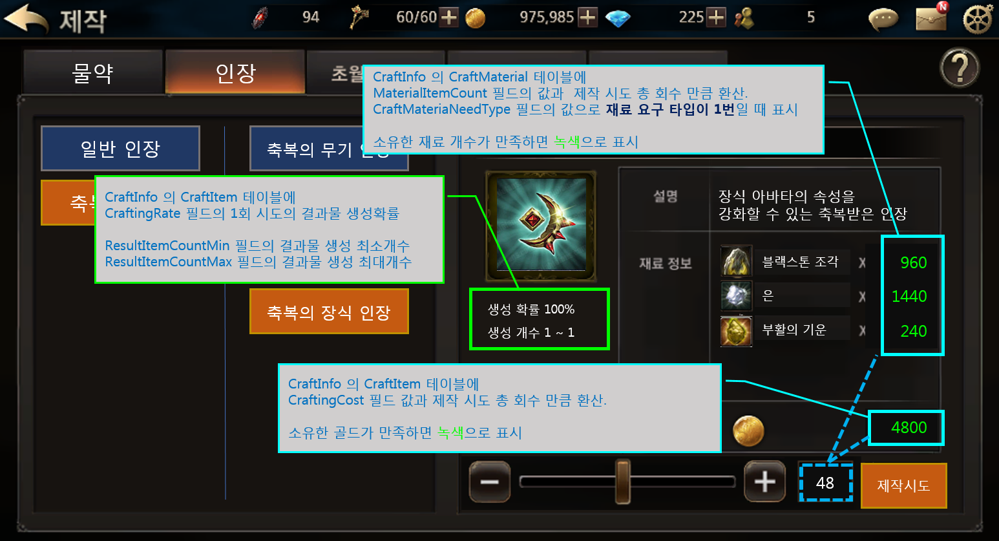 제작
94
60/60
975,985
225
5
N
물약
인장
초월
?
CraftInfo 의 CraftMaterial 테이블에
MaterialItemCount 필드의 값과 제작 시도 총 회수 만큼 환산.
CraftMateriaNeedType 필드의 값으로 재료 요구 타입이 1번일 때 표시
소유한 재료 개수가 만족하면 녹색으로 표시
일반 인장
축복의 무기 인장
CraftInfo 의 CraftItem 테이블에
CraftingRate 필드의 1회 시도의 결과물 생성확률
ResultItemCountMin 필드의 결과물 생성 최소개수
ResultItemCountMax 필드의 결과물 생성 최대개수
축복의 장식 인장
생성 확률 100%
생성 개수 1 ~ 1
설명
장식 아바타의 속성을
강화할 수 있는 축복받은 인장
재료 정보
블랙스톤 조각 X 960
은 X 1440
부활의 기운 X 240
CraftInfo 의 CraftItem 테이블에
CraftingCost 필드 값과 제작 시도 총 회수 만큼 환산.
소유한 골드가 만족하면 녹색으로 표시
4800
48
제작시도